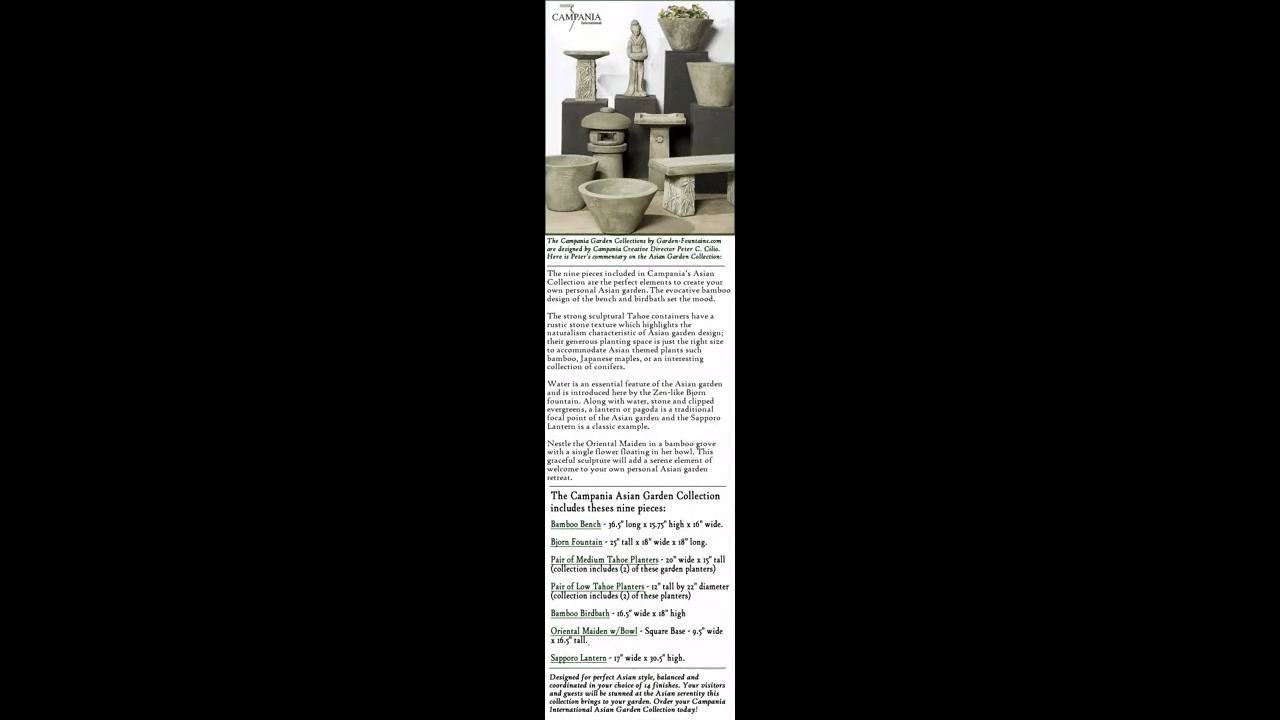 CAMPANIA
International
The Campania Garden Collections by Garden-Fountains.com
are designed by Campania Creative Director Peter C. Cilio.
Here is Peter's commentary on the Asian Garden Collection:
The nine pieces included in Campania's Asian
Collection are the perfect elements to create your
own personal Asian garden. The evocative bamboo
design of the bench and birdbath set the mood.
The strong sculptural Tahoe containers have a
rustic stone texture which highlights the
naturalism characteristic of Asian garden design;
their generous planting space is just the right size
to accommodate Asian themed plants such
bamboo, Japanese maples, or an interesting
collection of conifers.
Water is an essential feature of the Asian garden
and is introduced here by the Zen-like Bjorn
fountain. Along with water, stone and clipped
evergreens, a lantern or pagoda is a traditional
focal point of the Asian garden and the Sapporo
Lantern is a classic example.
Nestle the Oriental Maiden in a bamboo grove
with a single flower floating in her bowl. This
graceful sculpture will add a serene element of
welcome to your own personal Asian garden
retreat.
The Campania Asian Garden Collection
includes theses nine pieces:
Bamboo Bench - 36.5" long x 15.75" high x 16" wide.
Bjorn Fountain - 25" tall x 18" wide x 18" long.
Pair of Medium Tahoe Planters - 20" wide x 15" tall
(collection includes (2) of these garden planters)
Pair of Low Tahoe Planters - 12" tall by 22" diameter
(collection includes (2) of these planters)
Bamboo Birdbath - 16.5" wide x 18" high
Oriental Maiden w/Bowl - Square Base - 9.5" wide
x 16.5" tall.
Sapporo Lantern - 17" wide x 30.5" high.
Designed for perfect Asian style, balanced and
coordinated in your choice of 14 finishes. Your visitors
and guests will be stunned at the Asian serentity this
collection brings to your garden. Order your Campania
International Asian Garden Collection today!